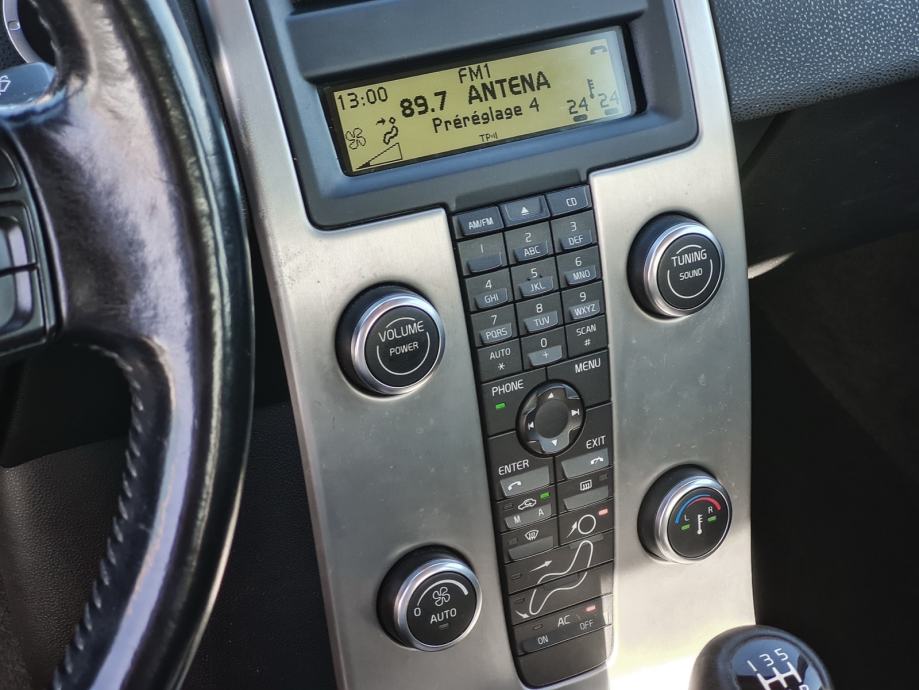 FM1
13:00 89.7 ANTENA
Préréglage 4
24 24
TP
AM/FM CD
1 2 ABC 3 DEF
4 GHI 5 JKL 6 MNO
7 PQRS 8 TUV 9 WXYZ
AUTO * 0 + SCAN #
VOLUME
POWER
TUNING
SOUND
PHONE MENU
ENTER EXIT
M A
L R
0 AUTO
AC
ON OFF
1 3 5
R